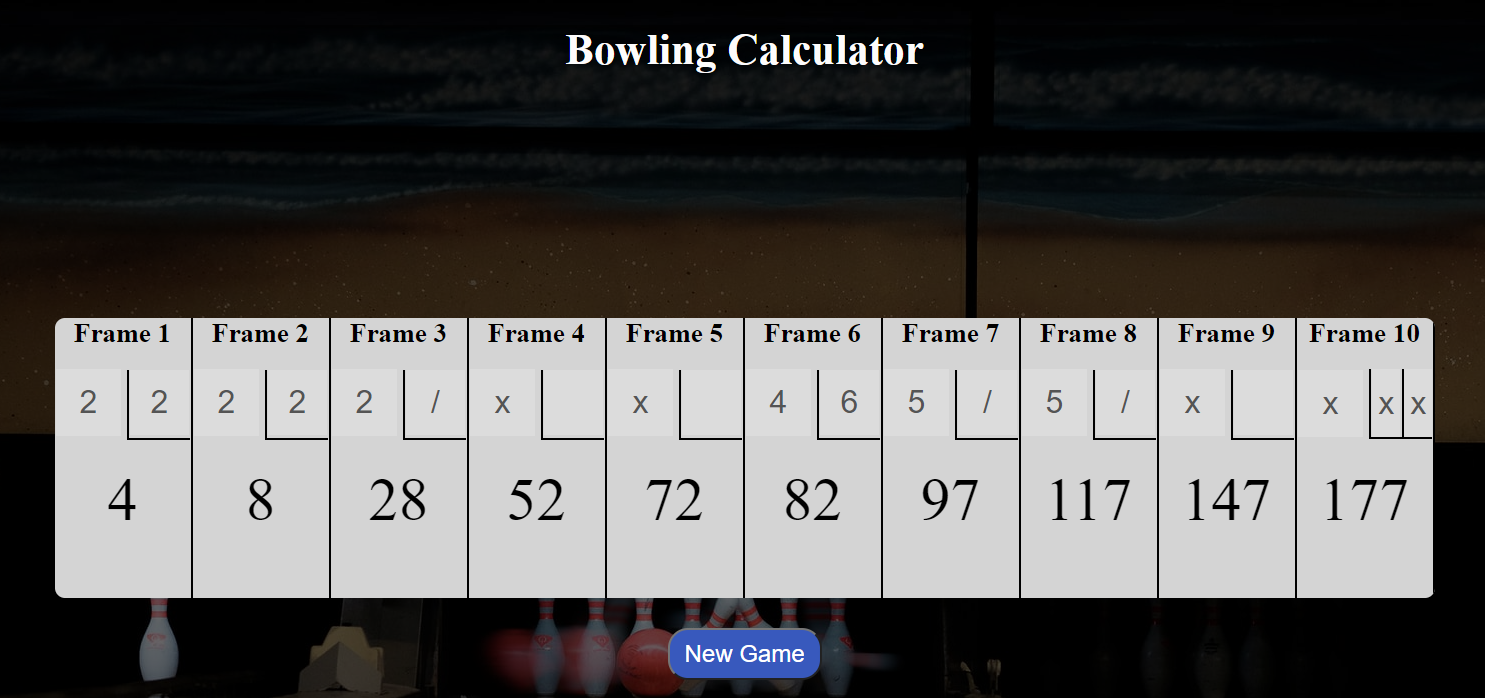 Bowling Calculator
Frame 1 Frame 2 Frame 3 Frame 4 Frame 5 Frame 6 Frame 7 Frame 8 Frame 9 Frame 10
2 2 2 2 2 / x x 4 6 5 / 5 / x x x x
4 8 28 52 72 82 97 117 147 177
New Game